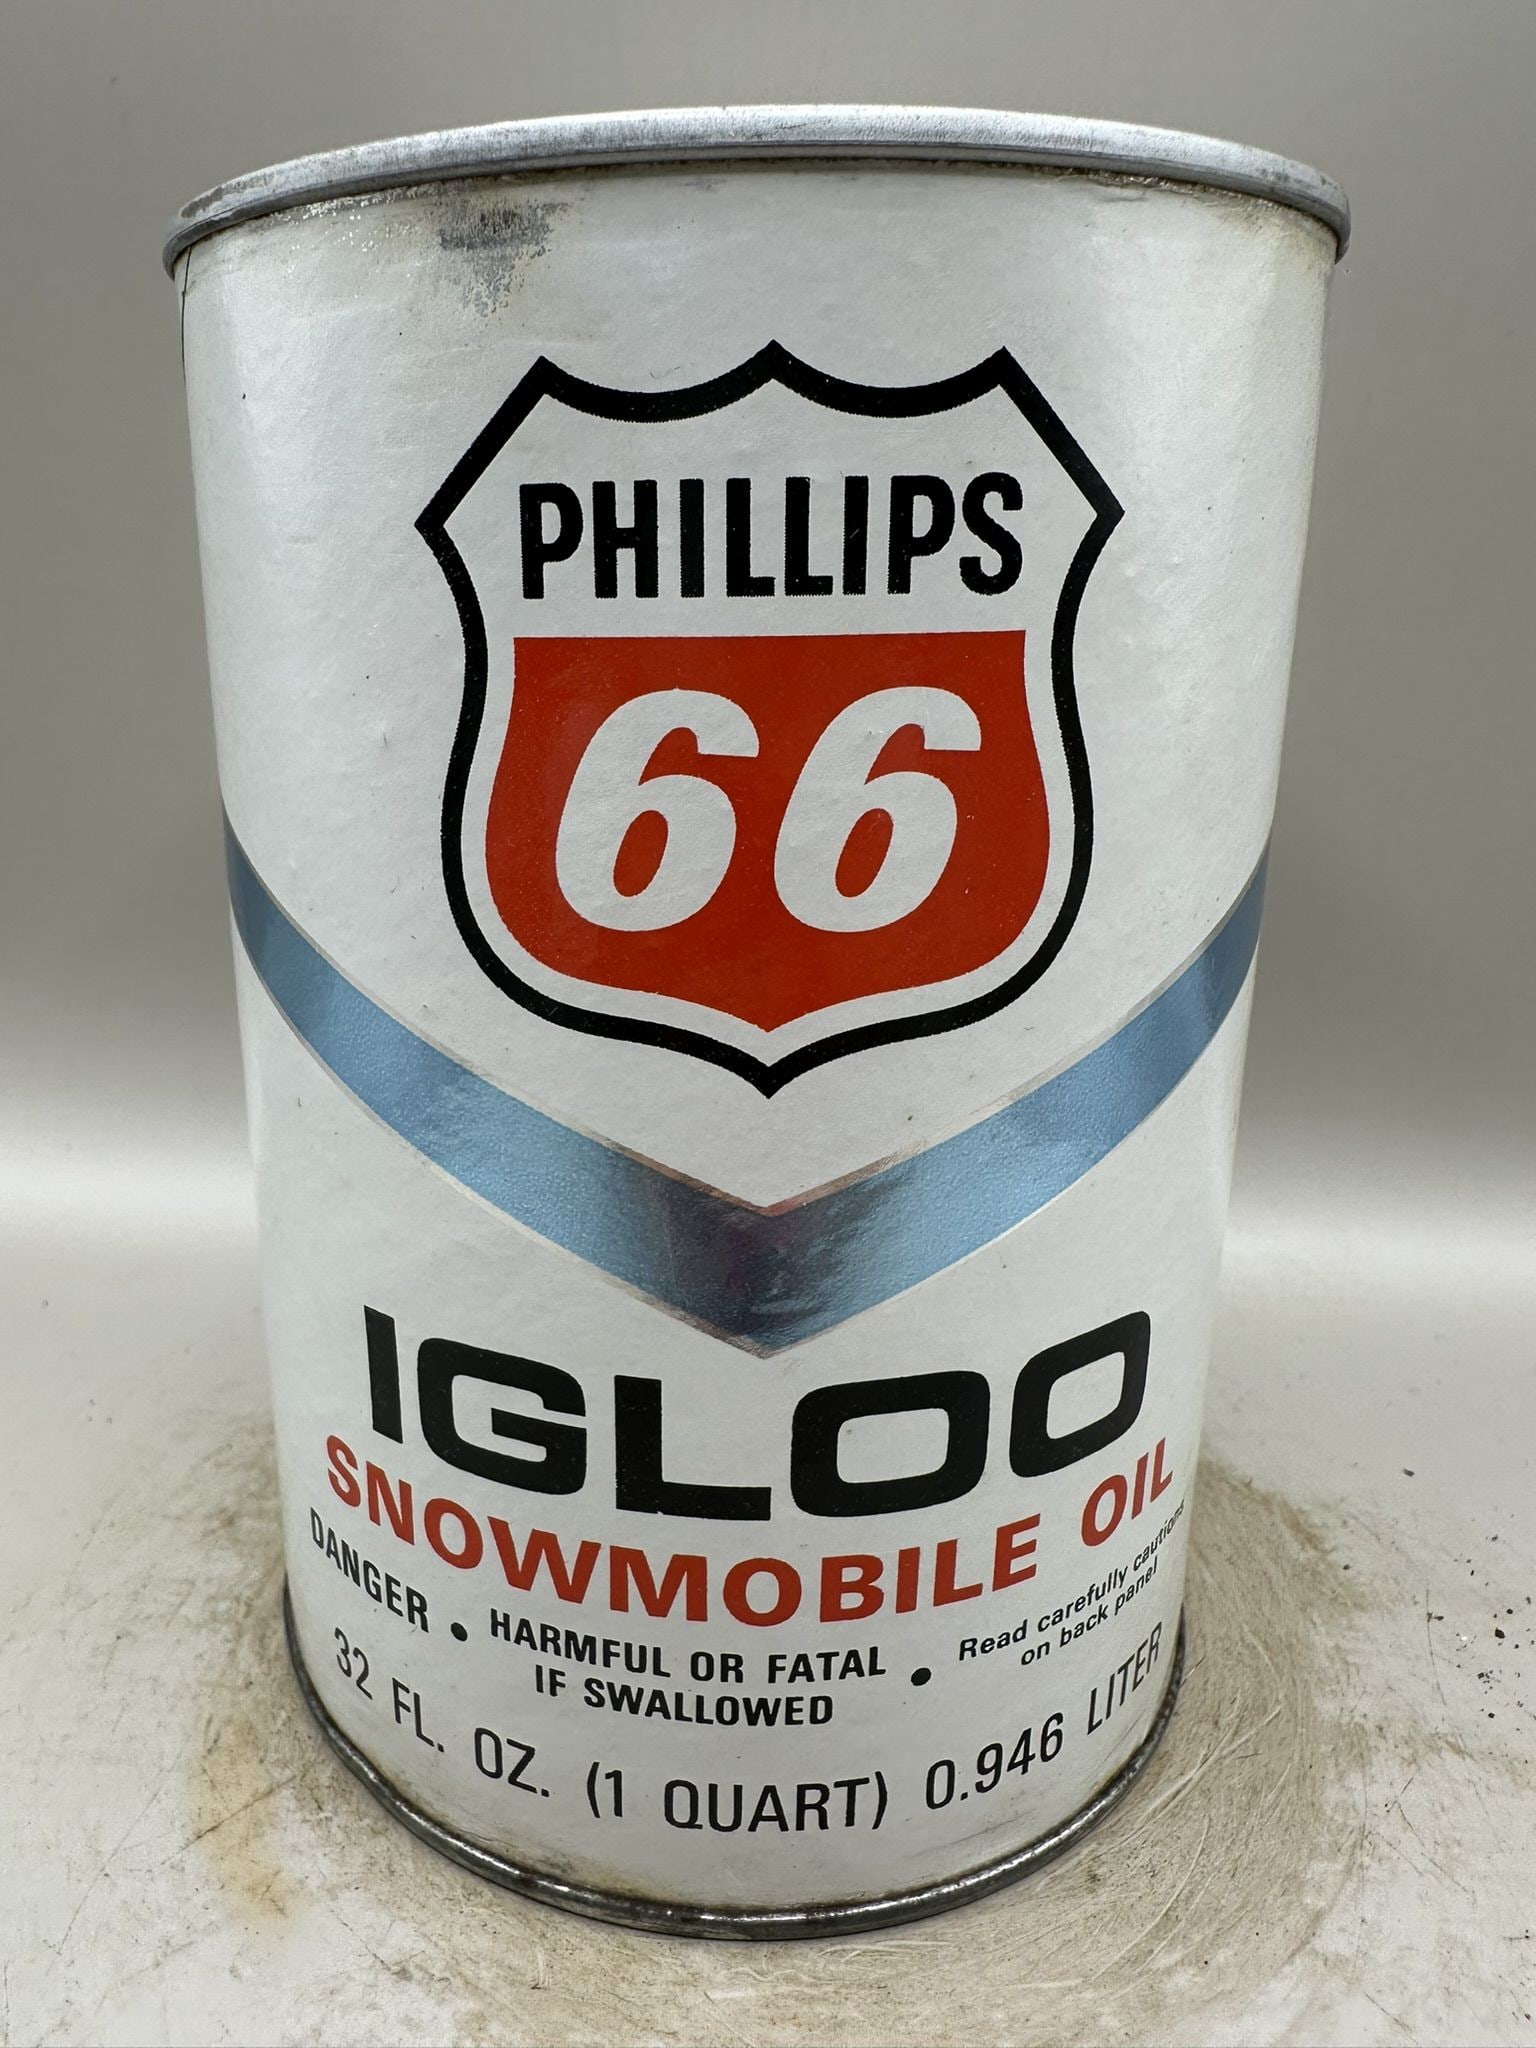 PHILLIPS
66
IGLOO
SNOWMOBILE OIL
DANGER • HARMFUL OR FATAL
IF SWALLOWED
• Read carefully cautions
on back panel
32 FL. OZ. (1 QUART) 0.946 LITER